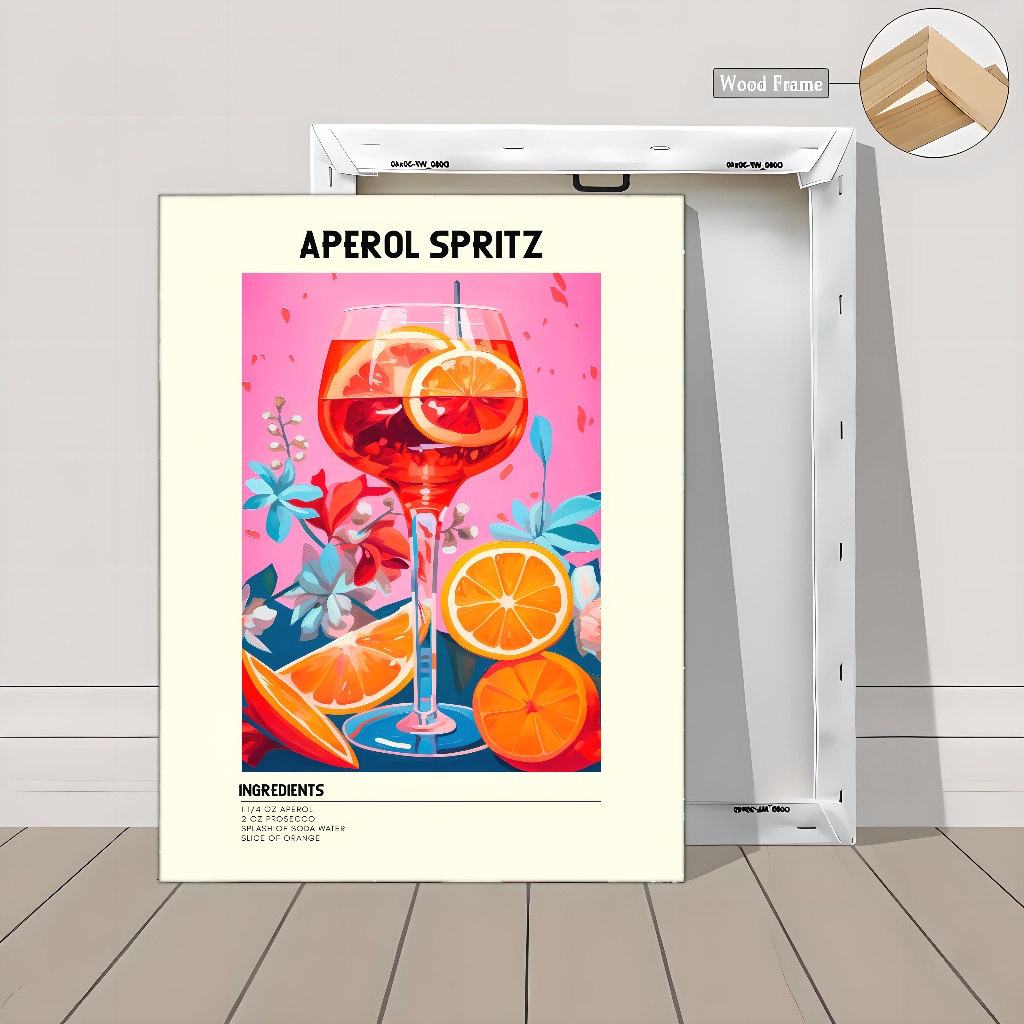 Wood Frame
APEROL SPRITZ
INGREDIENTS
1 1/4 OZ APEROL
2 OZ PROSECCO
SPLASH OF SODA WATER
SLICE OF ORANGE